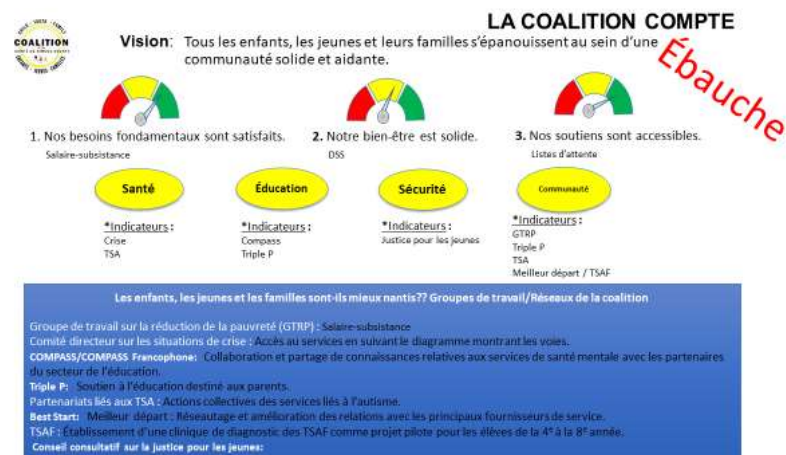 LA COALITION COMPTE
COALITION
Vision: Tous les enfants, les jeunes et leurs familles s'épanouissent au sein d'une
communauté solide et aidante.
Ébauche
1. Nos besoins fondamentaux sont satisfaits.
Salaire-subsistance
2. Notre bien-être est solide.
DSS
3. Nos soutiens sont accessibles.
Listes d'attente
Santé
*Indicateurs :
Crise
TSA
Éducation
*Indicateurs :
Compass
Triple P
Sécurité
*Indicateurs :
Justice pour les jeunes
Communauté
*Indicateurs :
GTRP
Triple P
TSA
Meilleur départ / TSAF
Les enfants, les jeunes et les familles sont-ils mieux nantis?? Groupes de travail/Réseaux de la coalition
Groupe de travail sur la réduction de la pauvreté (GTRP) : Salaire-subsistance
Comité directeur sur les situations de crise : Accès au services en suivant le diagramme montrant les voies.
COMPASS/COMPASS Francophone: Collaboration et partage de connaissances relatives aux services de santé mentale avec les partenaires
du secteur de l'éducation.
Triple P: Soutien à l'éducation destiné aux parents.
Partenariats liés aux TSA : Actions collectives des services liés à l'autisme.
Best Start: Meilleur départ : Réseautage et amélioration des relations avec les principaux fournisseurs de service.
TSAF : Établissement d'une clinique de diagnostic des TSAF comme projet pilote pour les élèves de la 4e à la 8e année.
Conseil consultatif sur la justice pour les jeunes: